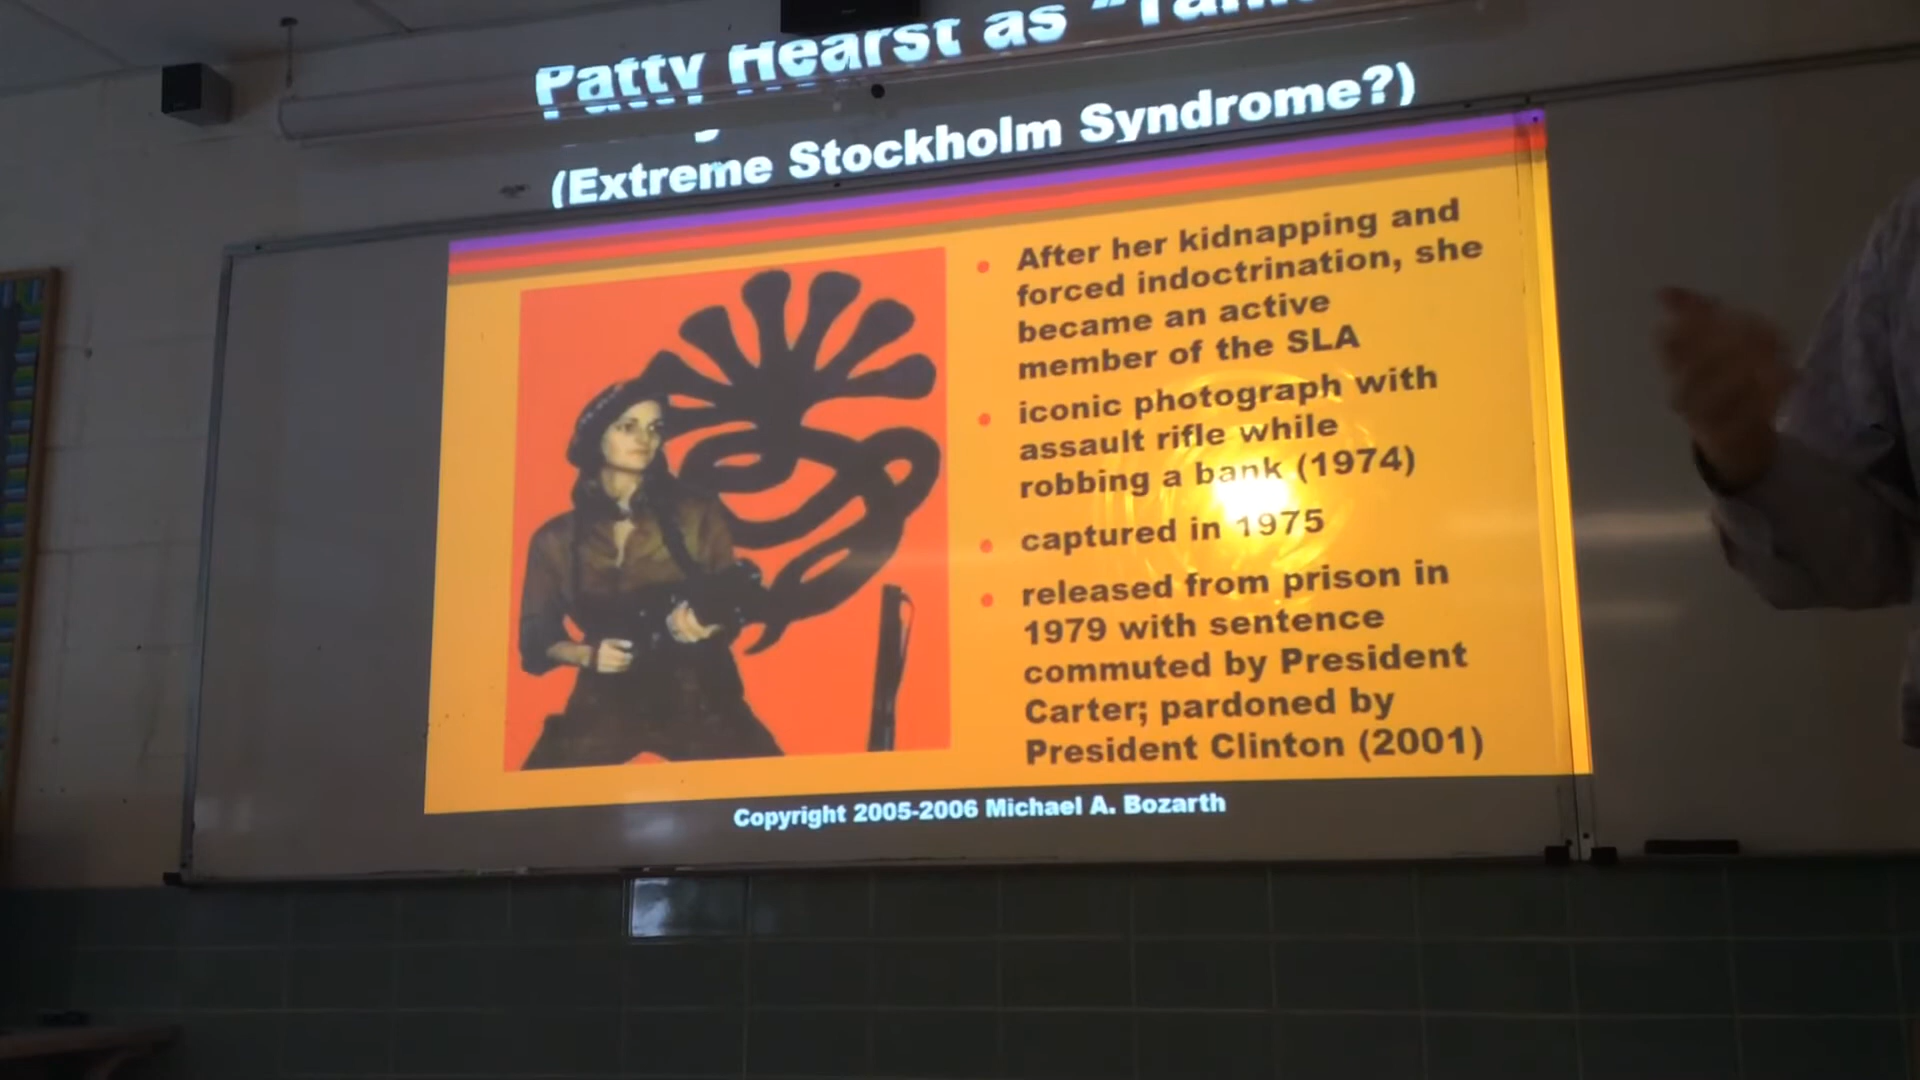 Patty Hearst as
(Extreme Stockholm Syndrome?)
• After her kidnapping and
forced indoctrination, she
became an active
member of the SLA
• iconic photograph with
assault rifle while
robbing a bank (1974)
• captured in 1975
• released from prison in
1979 with sentence
commuted by President
Carter; pardoned by
President Clinton (2001)
Copyright 2005-2006 Michael A. Bozarth